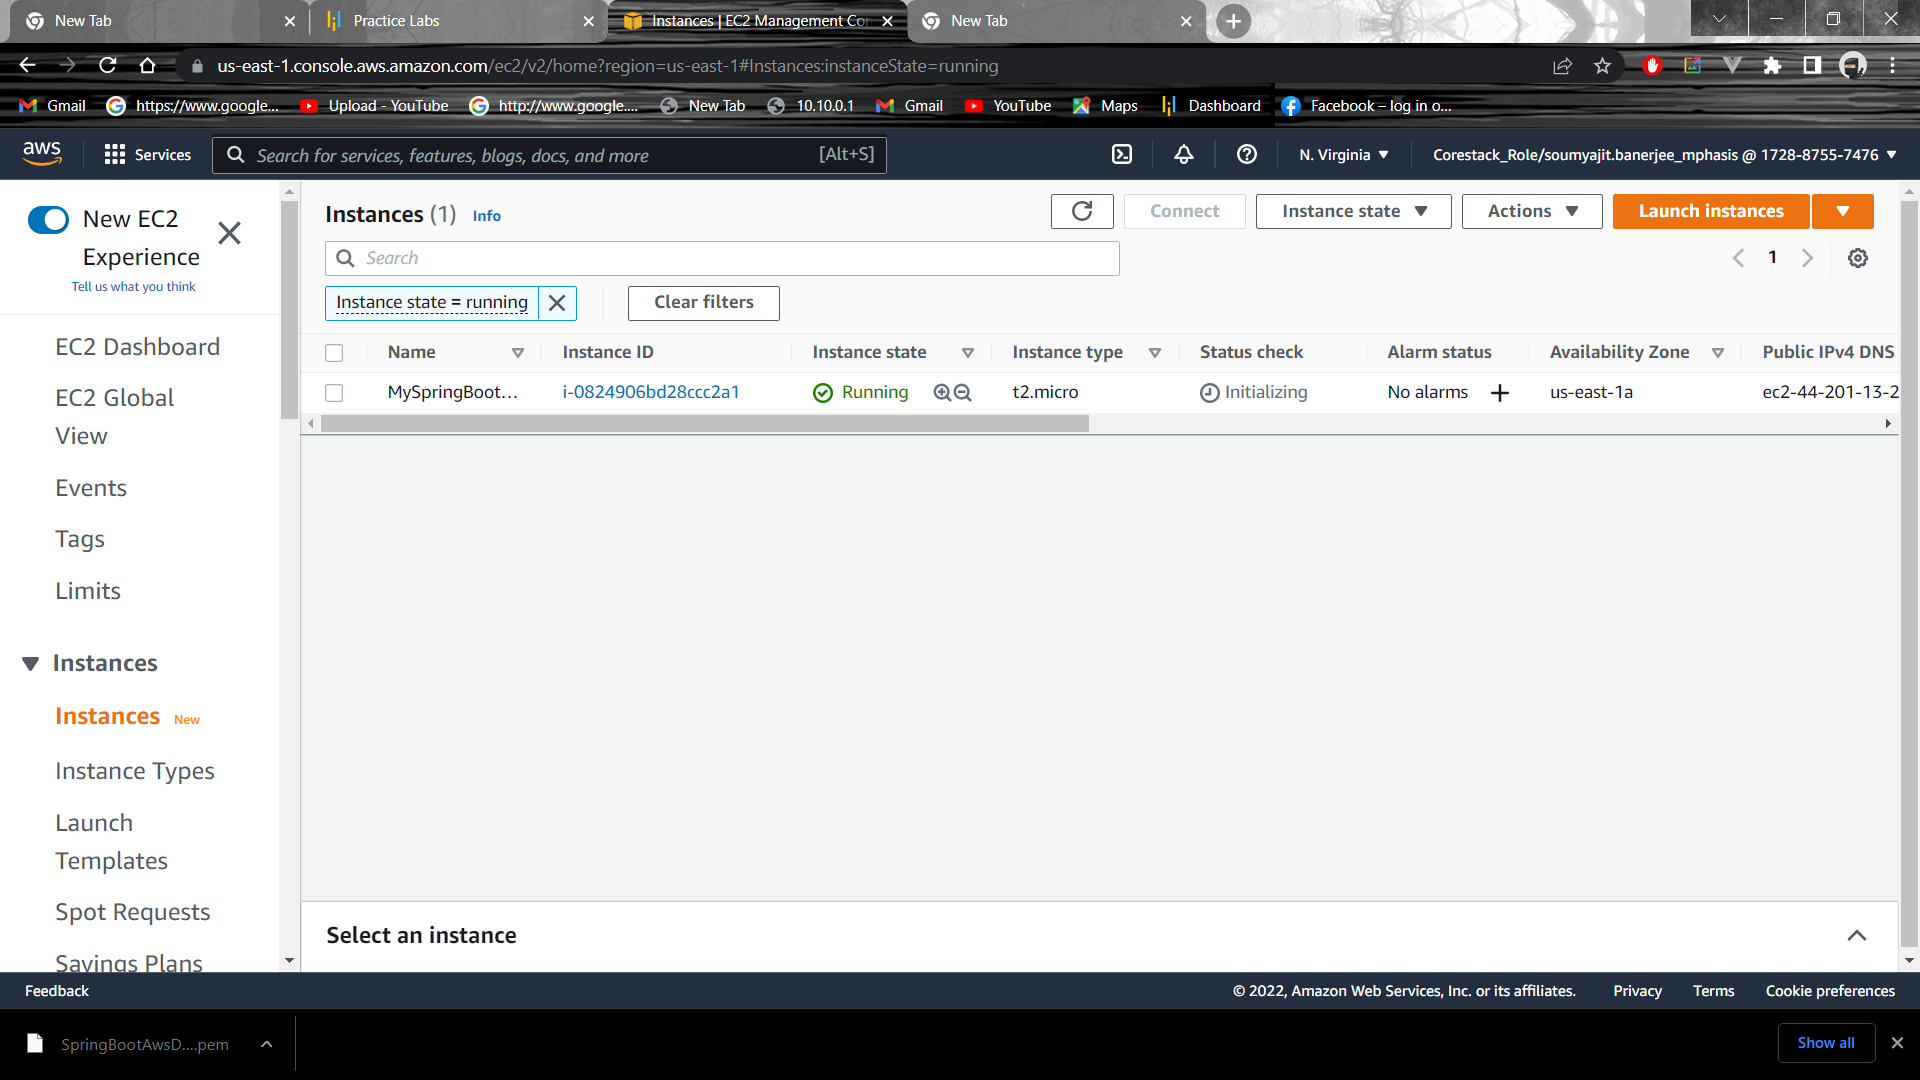 New Tab
Practice Labs
Instances | EC2 Management Co
New Tab
us-east-1.console.aws.amazon.com/ec2/v2/home?region=us-east-1#Instances:instanceState=running
Gmail
https://www.google...
Upload - YouTube
http://www.google....
New Tab
10.10.0.1
Gmail
YouTube
Maps
Dashboard
Facebook – log in o...
aws
Services
Search for services, features, blogs, docs, and more
[Alt+S]
N. Virginia
Corestack_Role/soumyajit.banerjee_mphasis @ 1728-8755-7476
New EC2
Experience
Tell us what you think
EC2 Dashboard
EC2 Global
View
Events
Tags
Limits
Instances
Instances New
Instance Types
Launch
Templates
Spot Requests
Savings Plans
Instances (1) Info
Connect
Instance state
Actions
Launch instances
Search
1
Instance state = running
Clear filters
Name
Instance ID
Instance state
Instance type
Status check
Alarm status
Availability Zone
Public IPv4 DNS
MySpringBoot...
i-0824906bd28ccc2a1
Running
t2.micro
Initializing
No alarms
us-east-1a
ec2-44-201-13-2
Select an instance
Feedback
© 2022, Amazon Web Services, Inc. or its affiliates.
Privacy
Terms
Cookie preferences
SpringBootAwsD....pem
Show all